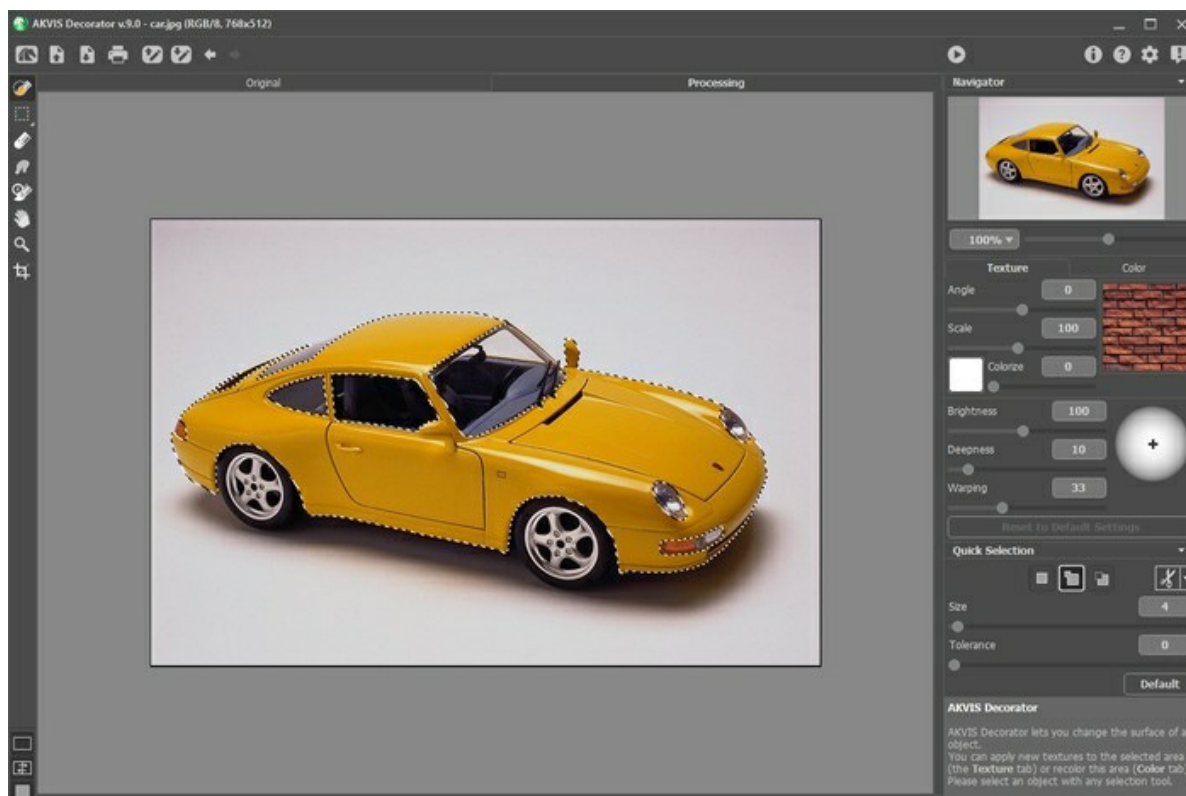 AKVIS Decorator v.9.0 - car.jpg (RGB/8, 768x512)
Original
Processing
Navigator
100%
Texture
Color
Angle
0
Scale
100
Colorize
0
Brightness
100
Deepness
10
Warping
33
Reset to Default Settings
Quick Selection
Size
4
Tolerance
0
Default
AKVIS Decorator
AKVIS Decorator lets you change the surface of a
object.
You can apply new textures to the selected area
(the Texture tab) or recolor this area (Color tab)
Please select an object with any selection tool.